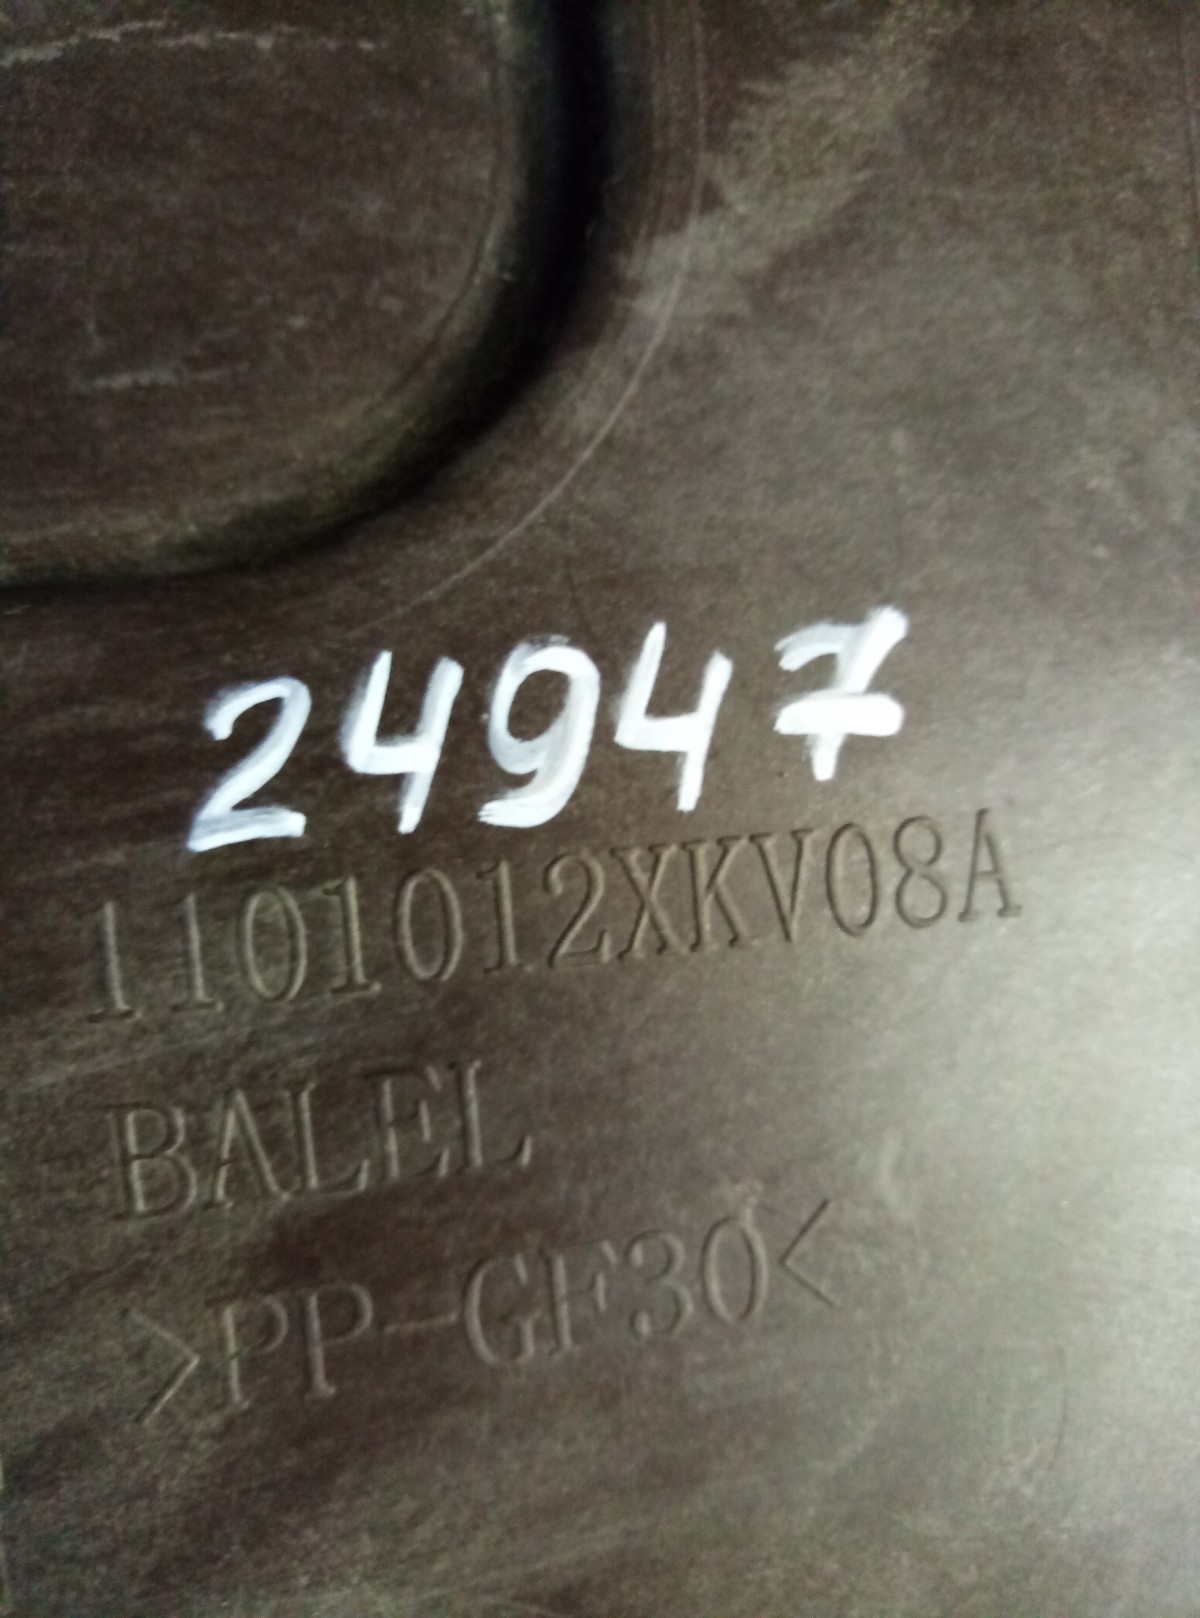 24947
1101012XKV08A
BALEL
>PP-GF30<